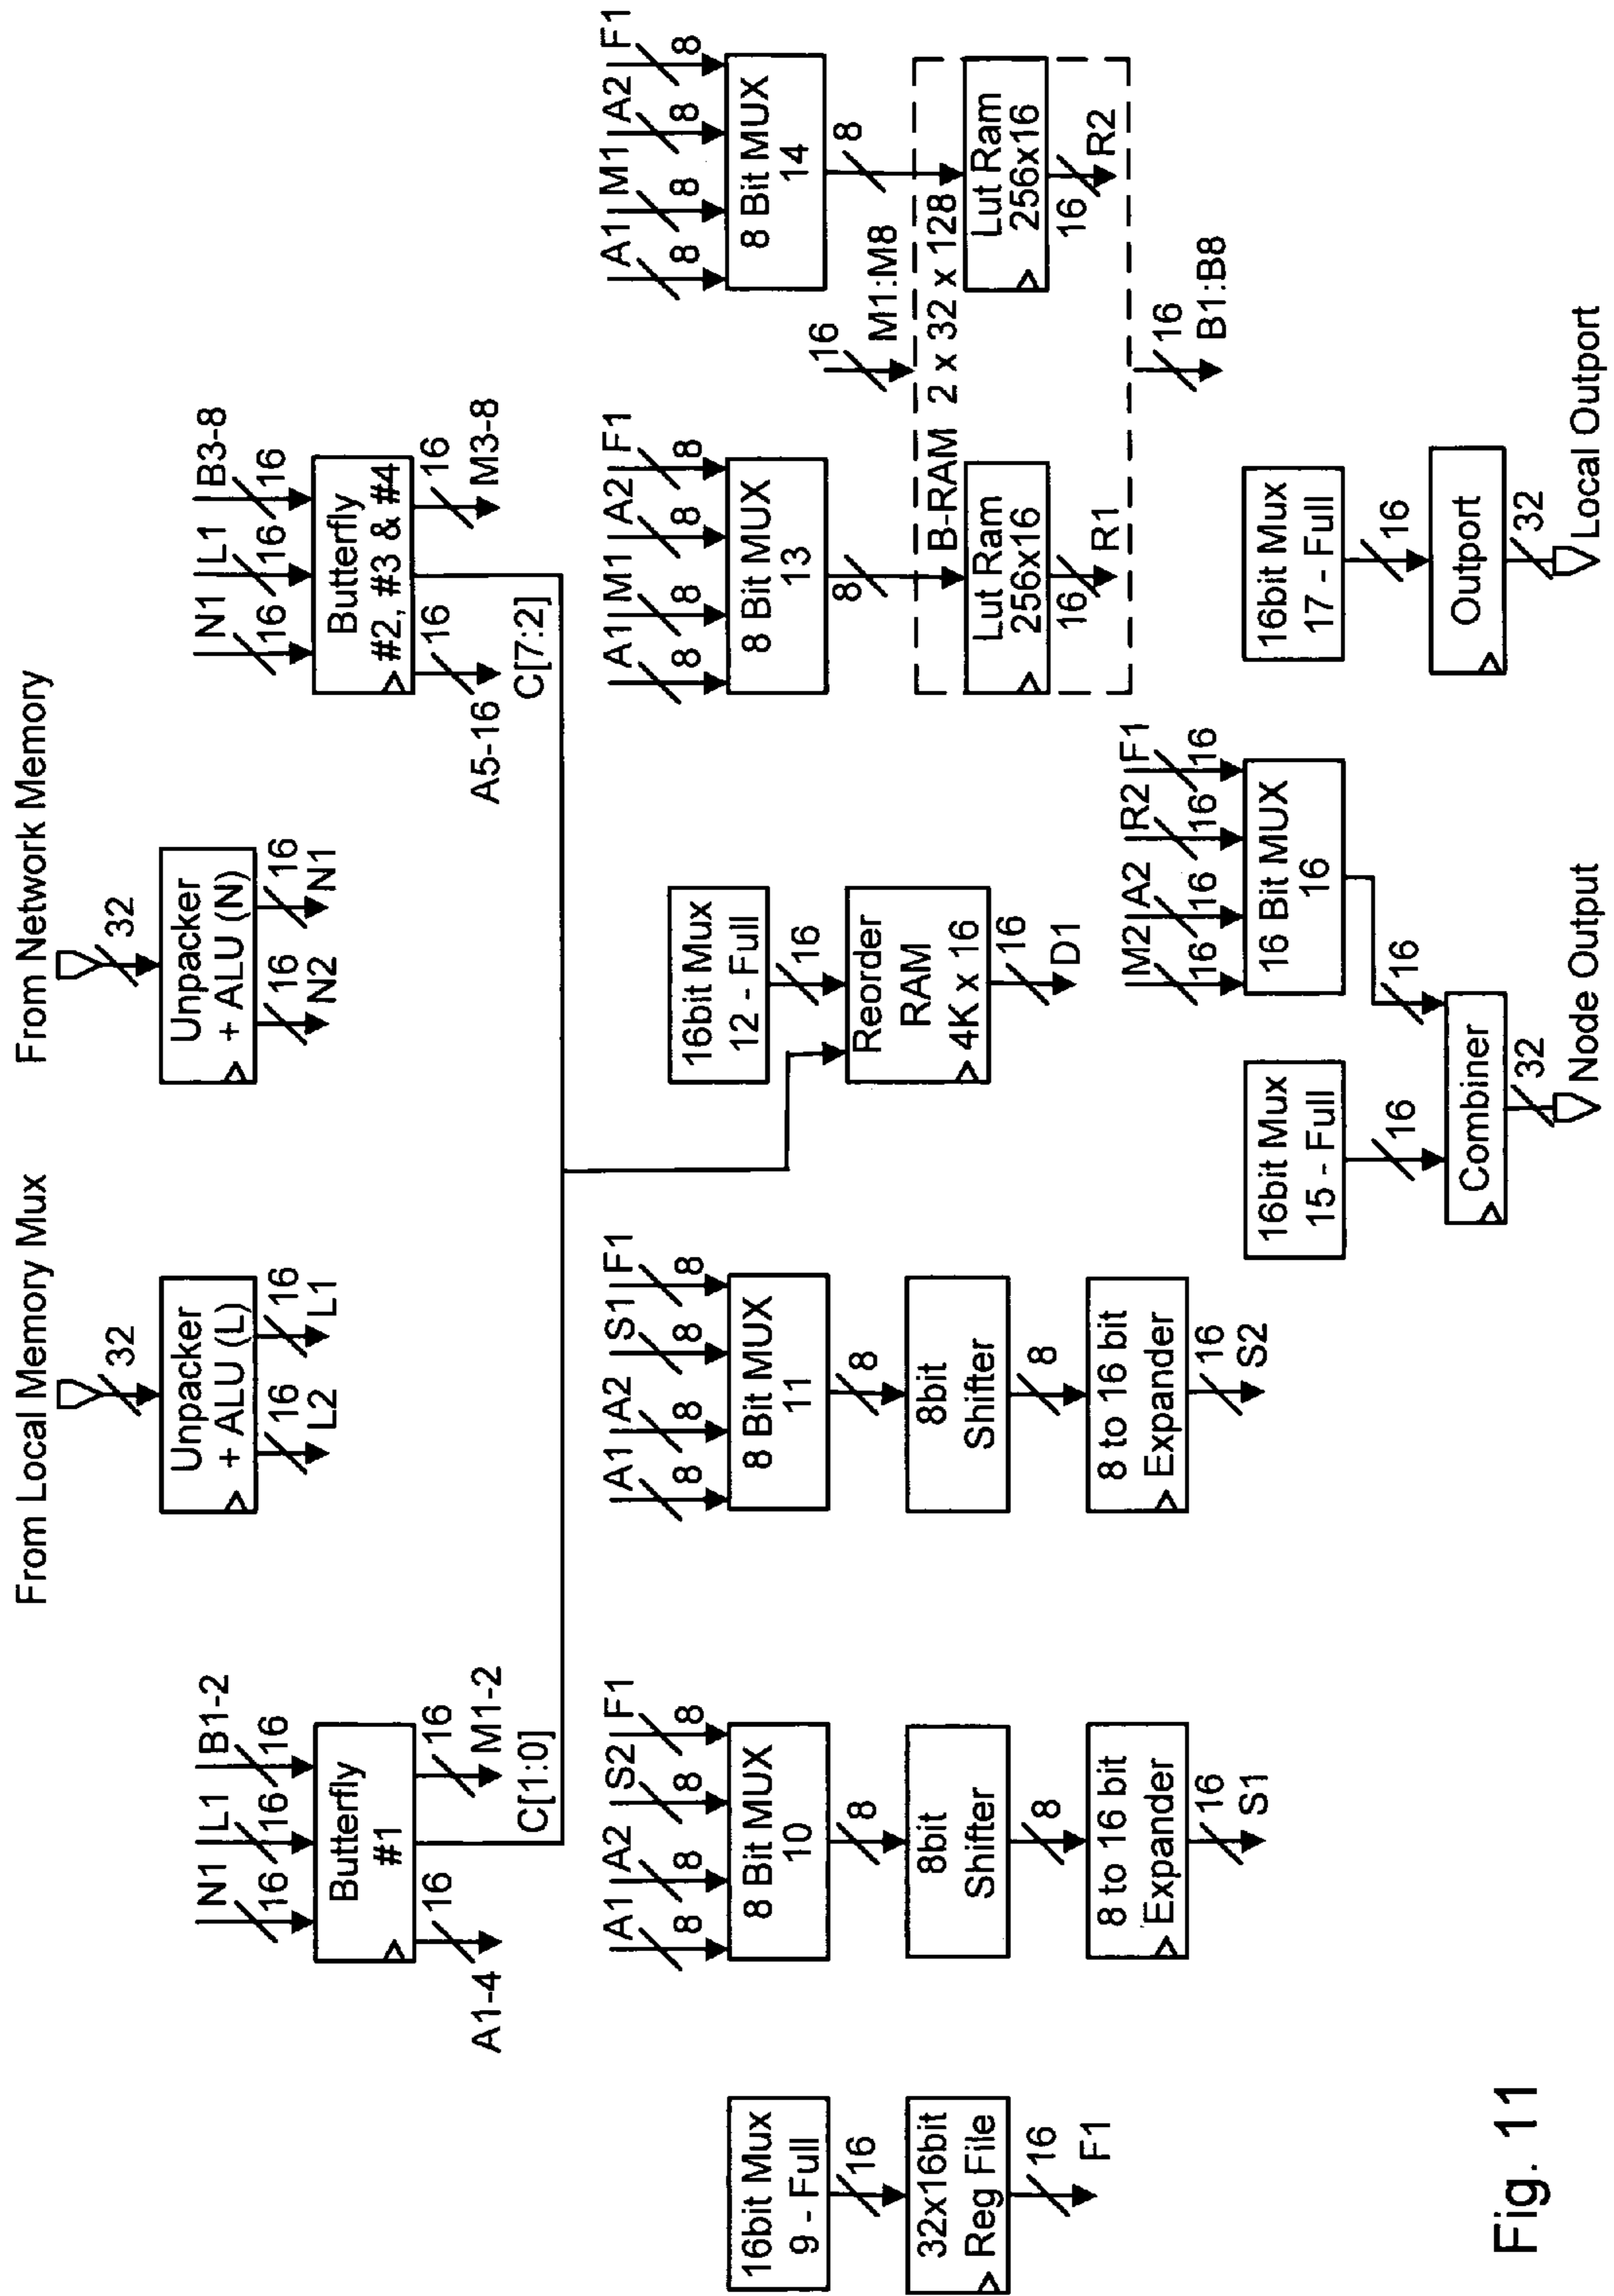 From Local Memory Mux
From Network Memory
32
Unpacker
+ ALU (L)
16
16
L2
L1
32
Unpacker
+ ALU (N)
16
16
N2
N1
N1
L1
B1-2
16
16
16
Butterfly
#1
16
16
A1-4
M1-2
C[1:0]
N1
L1
B3-8
16
16
16
Butterfly
#2, #3 & #4
16
16
A5-16
M3-8
C[7:2]
16bit Mux
9 - Full
16
32x16bit
Reg File
16
F1
A1
A2
S2
F1
8
8
8
8
8 Bit MUX
10
8
8bit
Shifter
8
8 to 16 bit
Expander
16
S1
A1
A2
S1
F1
8
8
8
8
8 Bit MUX
11
8
8bit
Shifter
8
8 to 16 bit
Expander
16
S2
16bit Mux
12 - Full
16
Reorder
RAM
4K x 16
16
D1
A1
M1
A2
F1
8
8
8
8
8 Bit MUX
13
8
A1
M1
A2
F1
8
8
8
8
8 Bit MUX
14
8
16
M1:M8
B-RAM 2 x 32 x 128
Lut Ram
256x16
16
R1
Lut Ram
256x16
16
R2
16
B1:B8
16bit Mux
15 - Full
16
M2
A2
R2
F1
16
16
16
16
16 Bit MUX
16
16
Combiner
32
Node Output
16bit Mux
17 - Full
16
Outport
32
Local Outport
Fig. 11